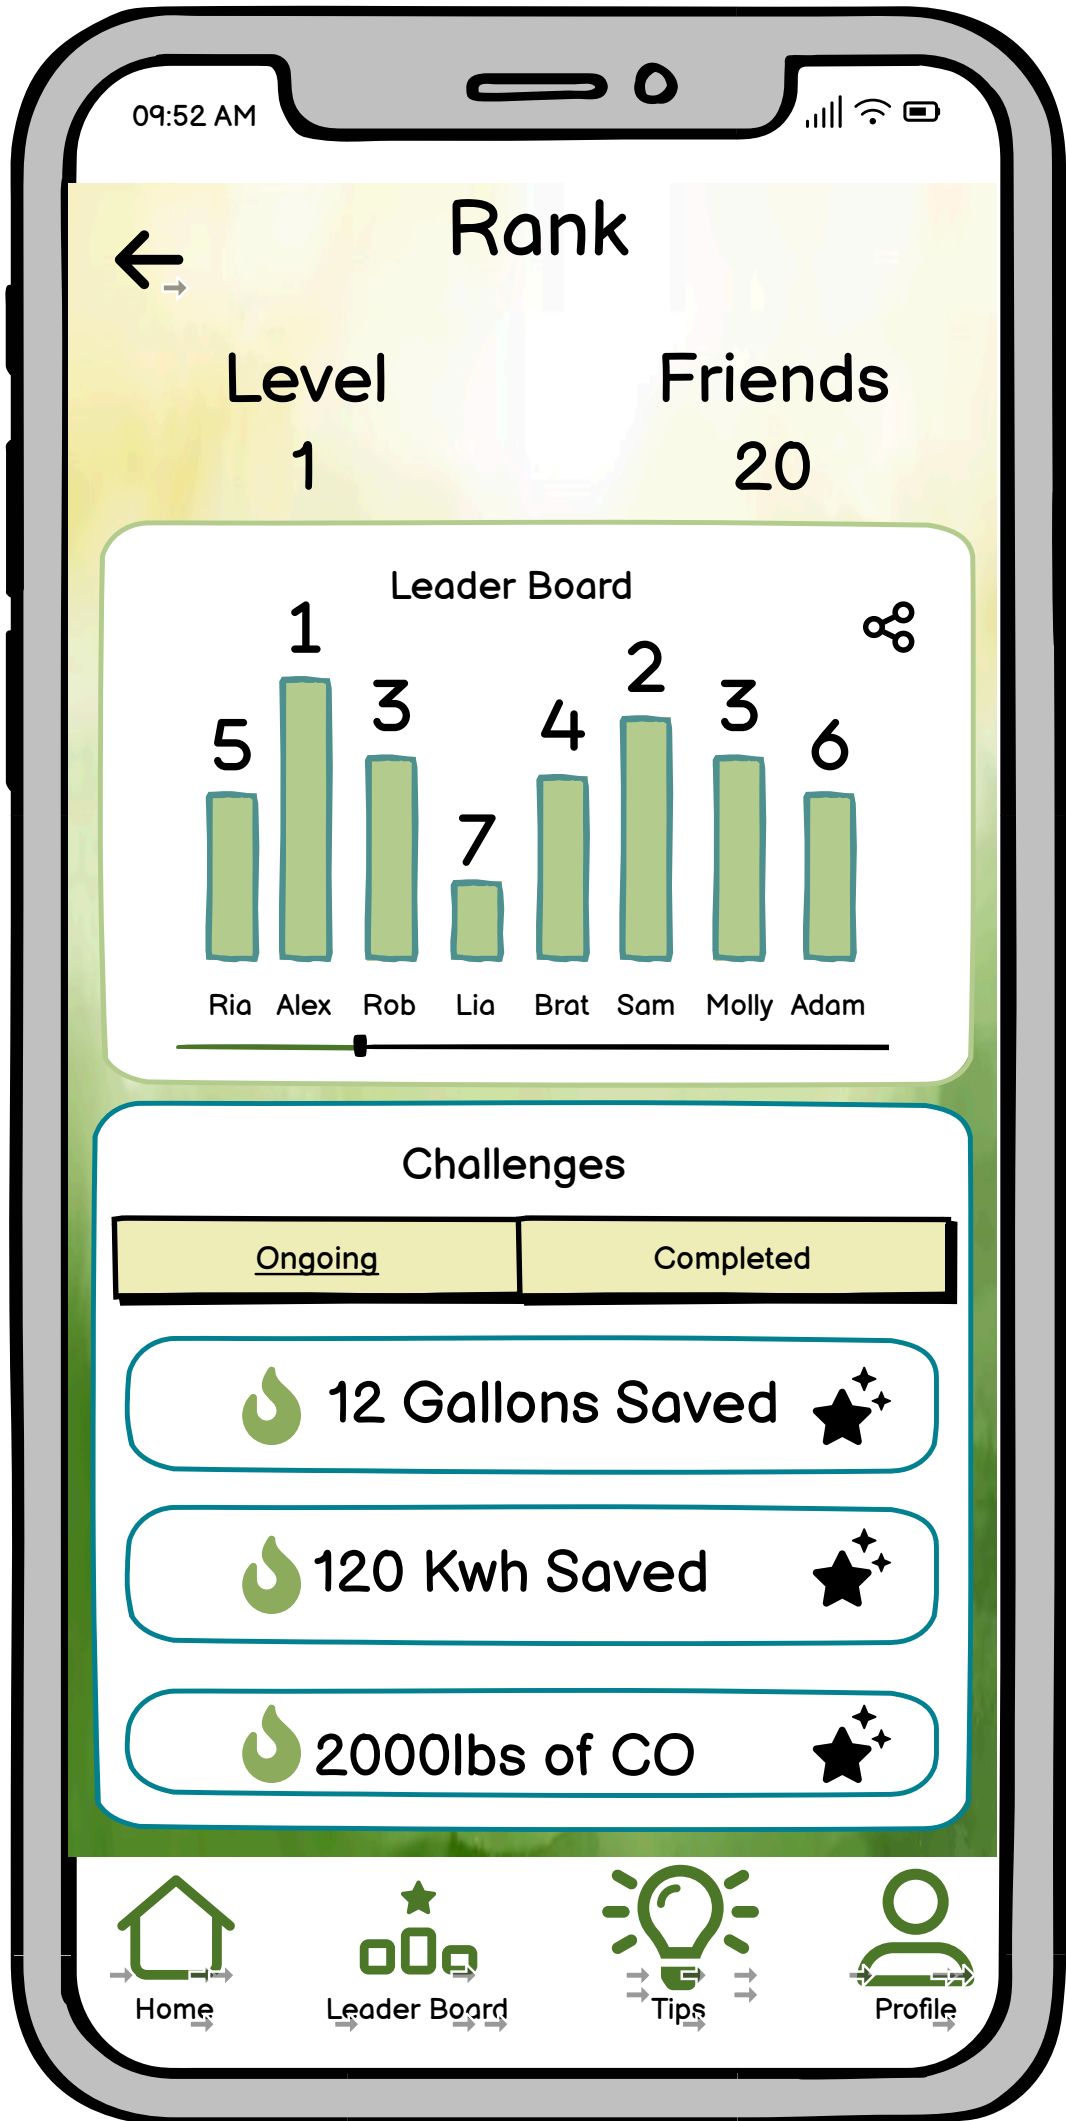 09:52 AM
Rank
Level
Friends
1
20
Leader Board
5 1 3 7 4 2 3 6
Ria Alex Rob Lia Brat Sam Molly Adam
Challenges
Ongoing
Completed
12 Gallons Saved
120 Kwh Saved
2000lbs of CO
Home
Leader Board
Tips
Profile